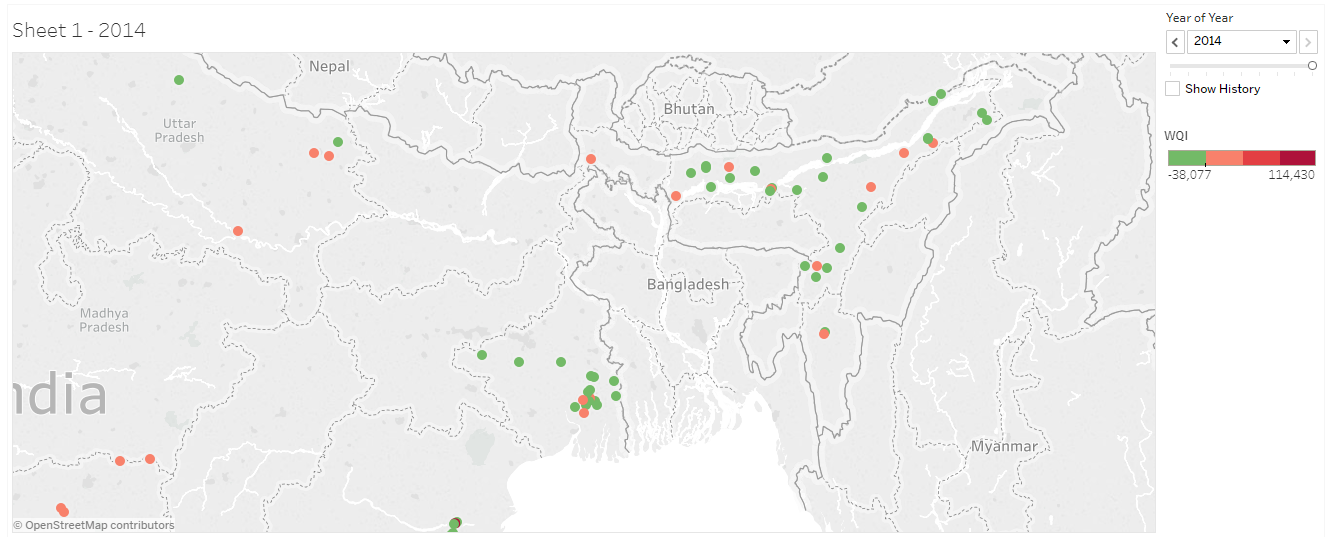 Sheet 1 - 2014
Year of Year
2014
Show History
WQI
-38,077
114,430
Nepal
Bhutan
Uttar
Pradesh
Bangladesh
Madhya
Pradesh
ndia
Myanmar
© OpenStreetMap contributors